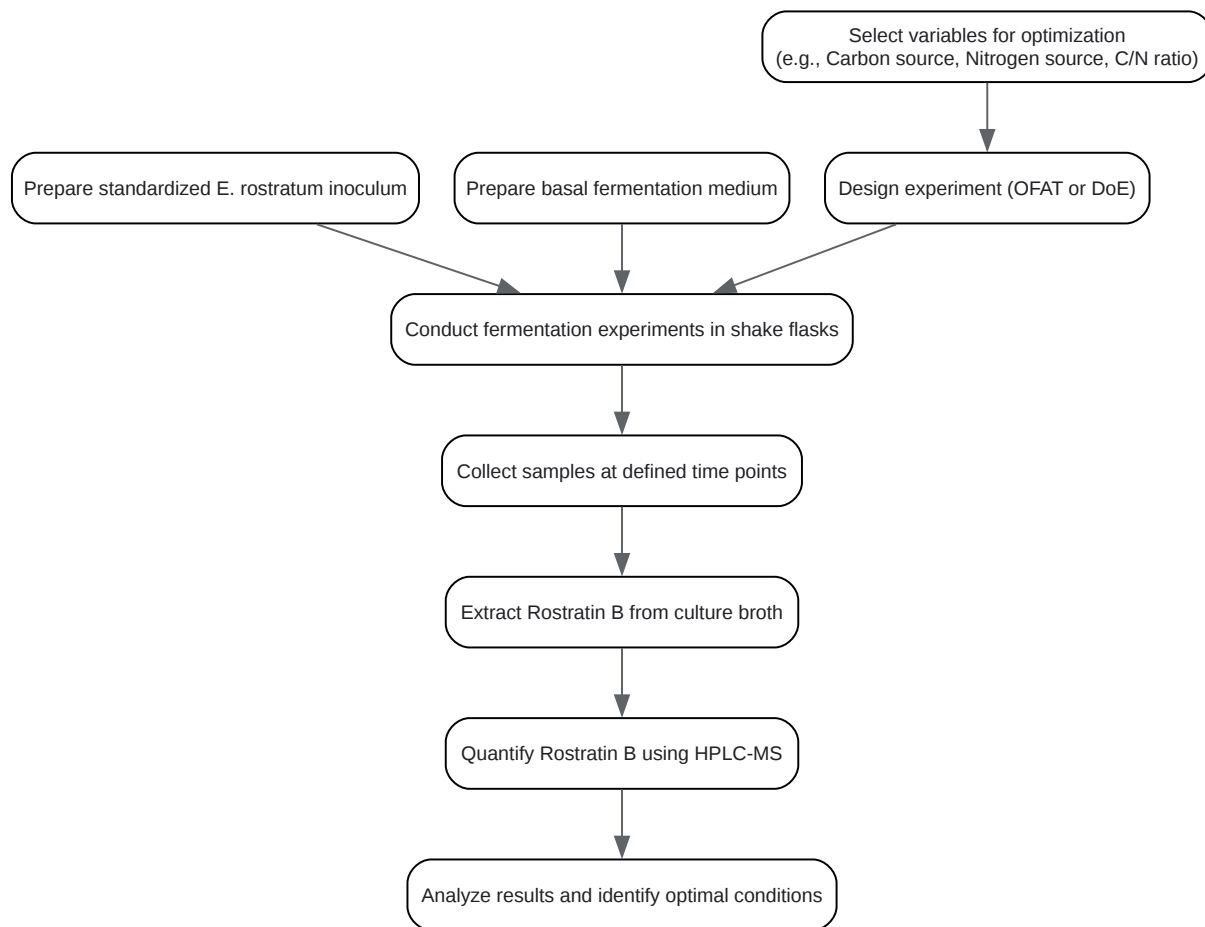 Select variables for optimization
(e.g., Carbon source, Nitrogen source, C/N ratio)
Prepare standardized E. rostratum inoculum
Prepare basal fermentation medium
Design experiment (OFAT or DoE)
Conduct fermentation experiments in shake flasks
Collect samples at defined time points
Extract Rostratin B from culture broth
Quantify Rostratin B using HPLC-MS
Analyze results and identify optimal conditions